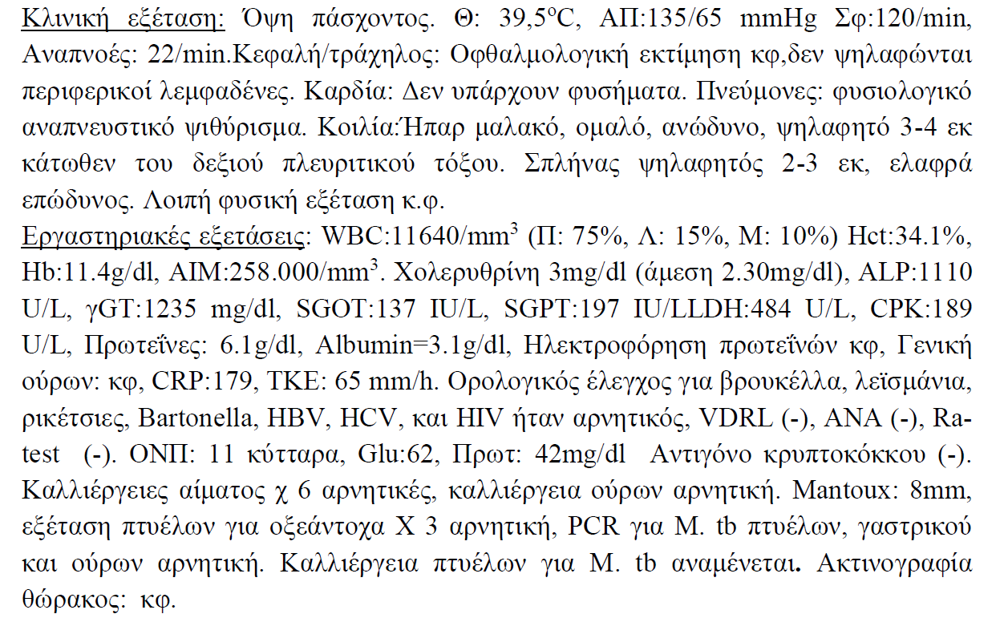 Κλινική εξέταση: Όψη πάσχοντος. Θ: 39,5ºC, ΑΠ:135/65 mmHg Σφ:120/min,
Αναπνοές: 22/min.Κεφαλή/τράχηλος: Οφθαλμολογική εκτίμηση κφ,δεν ψηλαφώνται
περιφερικοί λεμφαδένες. Καρδία: Δεν υπάρχουν φυσήματα. Πνεύμονες: φυσιολογικό
αναπνευστικό ψιθύρισμα. Κοιλία:Ήπαρ μαλακό, ομαλό, ανώδυνο, ψηλαφητό 3-4 εκ
κάτωθεν του δεξιού πλευριτικού τόξου. Σπλήνας ψηλαφητός 2-3 εκ, ελαφρά
επώδυνος. Λοιπή φυσική εξέταση κ.φ.
Εργαστηριακές εξετάσεις: WBC:11640/mm³ (Π: 75%, Λ: 15%, Μ: 10%) Hct:34.1%,
Hb:11.4g/dl, ΑΙΜ:258.000/mm³. Χολερυθρίνη 3mg/dl (άμεση 2.30mg/dl), ALP:1110
U/L, γGT:1235 mg/dl, SGOT:137 IU/L, SGPT:197 IU/LLDH:484 U/L, CPK:189
U/L, Πρωτεΐνες: 6.1g/dl, Albumin=3.1g/dl, Ηλεκτροφόρηση πρωτεΐνών κφ, Γενική
ούρων: κφ, CRP:179, ΤΚΕ: 65 mm/h. Ορολογικός έλεγχος για βρουκέλλα, λεϊσμάνια,
ρικέτσιες, Bartonella, HBV, HCV, και HIV ήταν αρνητικός, VDRL (-), ANA (-), Ra-
test (-). ΟΝΠ: 11 κύτταρα, Glu:62, Πρωτ: 42mg/dl Αντιγόνο κρυπτοκόκκου (-).
Καλλιέργειες αίματος χ 6 αρνητικές, καλλιέργεια ούρων αρνητική. Mantoux: 8mm,
εξέταση πτυέλων για οξεάντοχα Χ 3 αρνητική, PCR για M. tb πτυέλων, γαστρικού
και ούρων αρνητική. Καλλιέργεια πτυέλων για M. tb αναμένεται. Ακτινογραφία
θώρακος: κφ.